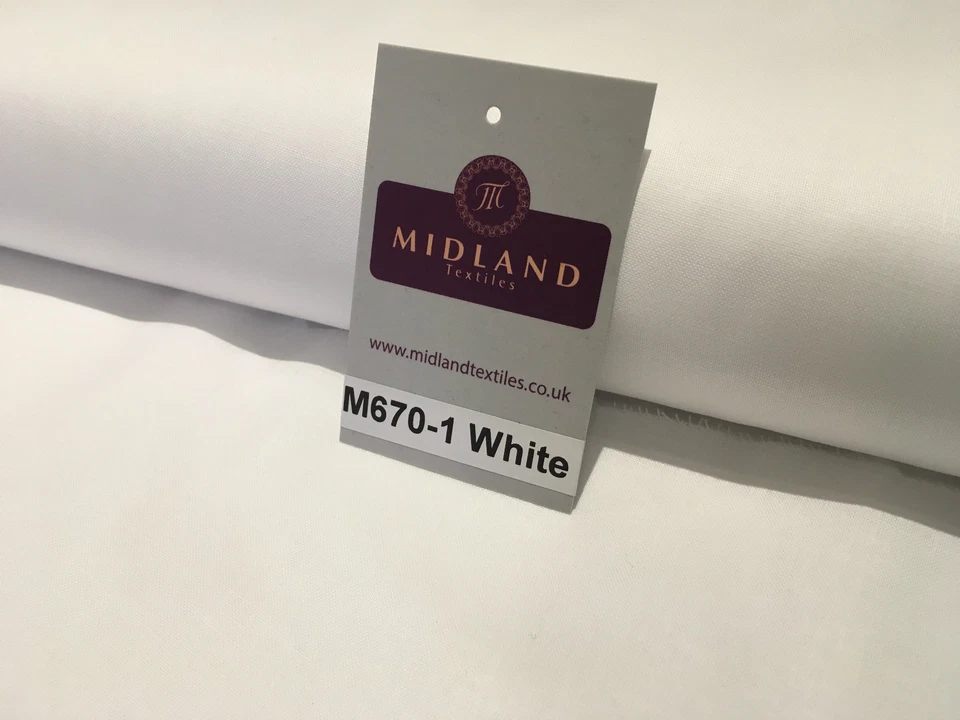 M
MIDLAND
Textiles
www.midlandtextiles.co.uk
M670-1 White